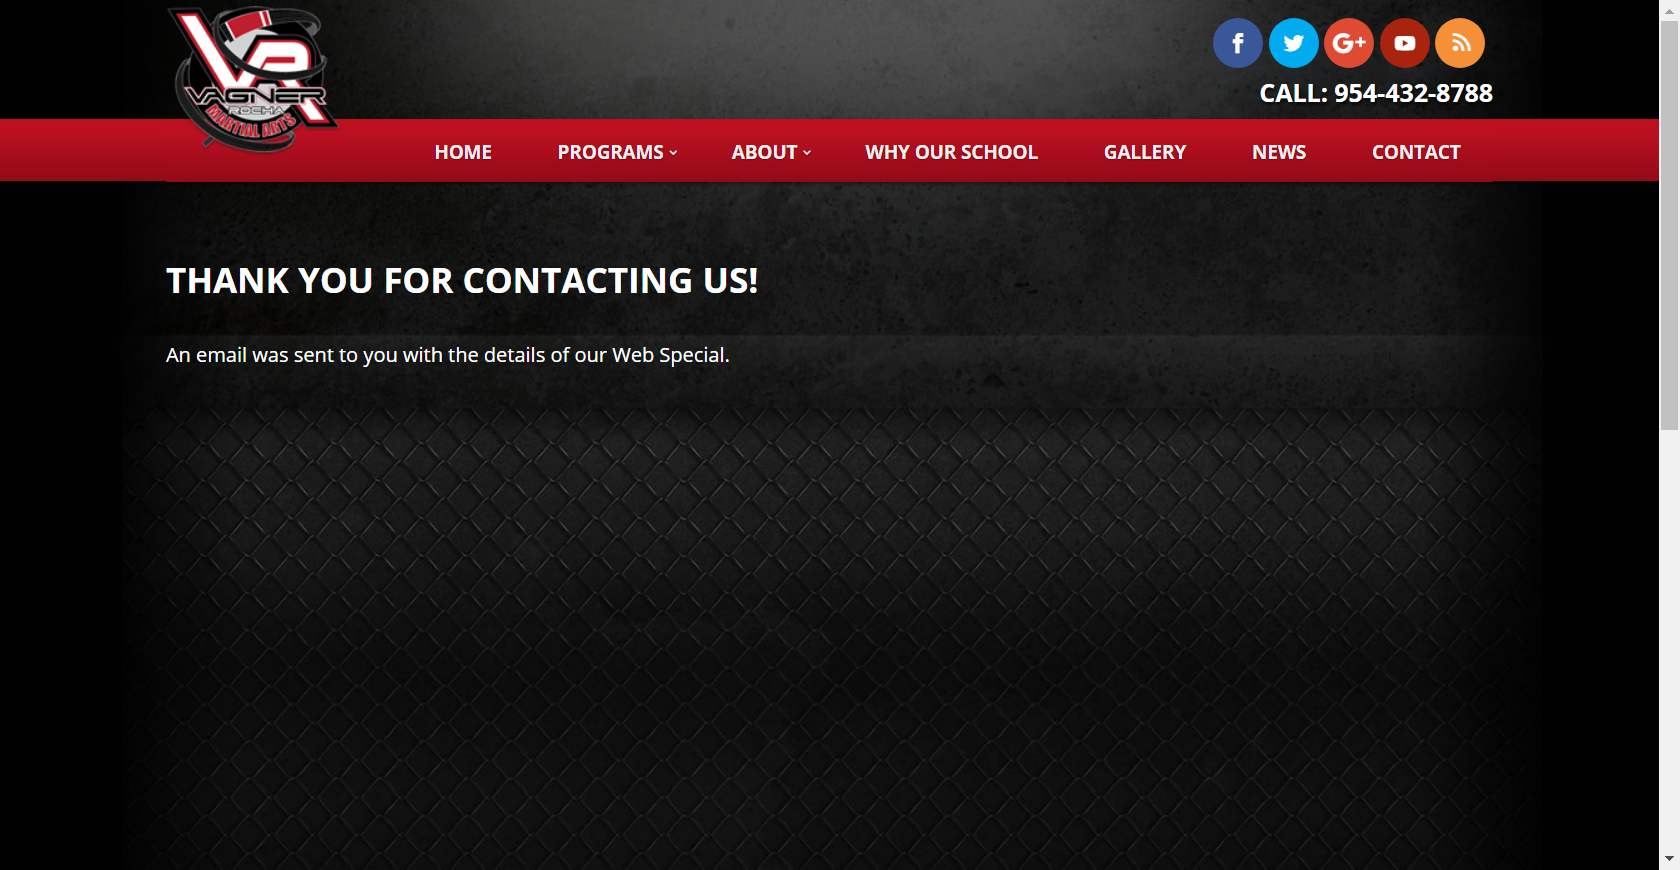 VR
VAGNER
ROCHA
MARTIAL ARTS
f
G+
CALL: 954-432-8788
HOME PROGRAMS ABOUT WHY OUR SCHOOL GALLERY NEWS CONTACT
THANK YOU FOR CONTACTING US!
An email was sent to you with the details of our Web Special.